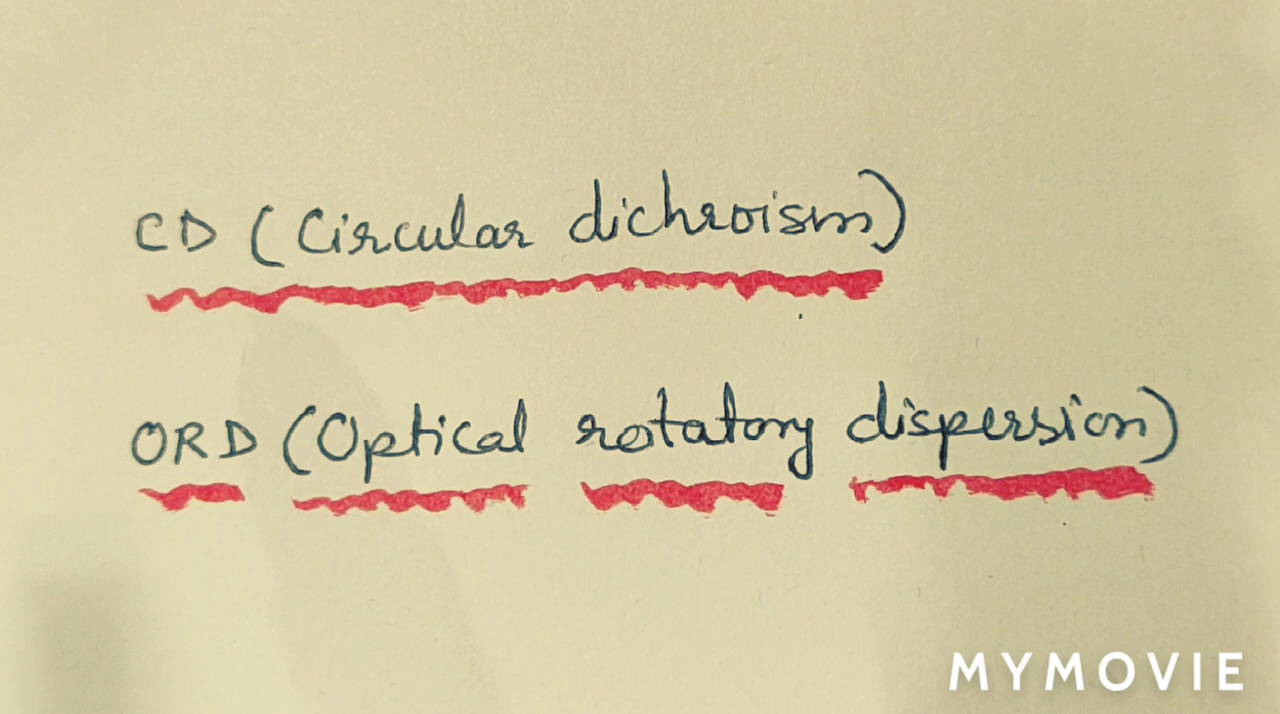 CD (Circular dichroism)
ORD (Optical rotatory dispersion)
MYMOVIE